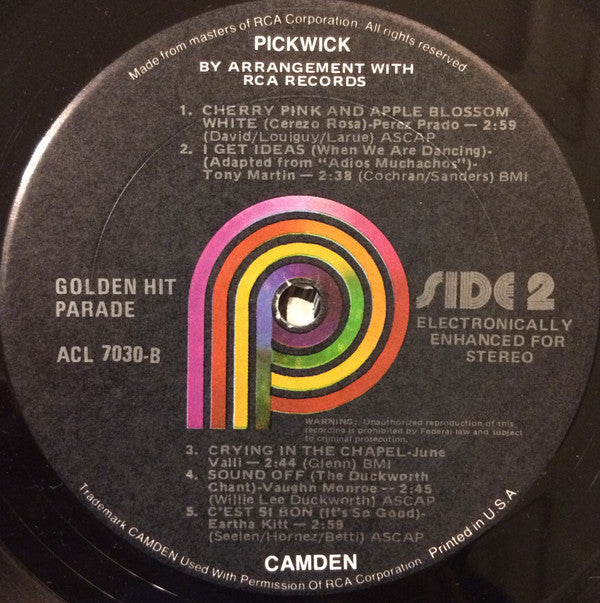 Made from masters of RCA Corporation. All rights reserved
PICKWICK
BY ARRANGEMENT WITH
RCA RECORDS
1. CHERRY PINK AND APPLE BLOSSOM
WHITE (Cerezo Rosa)-Perez Prado — 2:59
(David/Louiguy/Larue) ASCAP
2. I GET IDEAS (When We Are Dancing)-
(Adapted from "Adios Muchachos")-
Tony Martin — 2:38 (Cochran/Sanders) BMI
GOLDEN HIT
PARADE
ACL 7030-B
SIDE 2
ELECTRONICALLY
ENHANCED FOR
STEREO
WARNING: Unauthorized reproduction of this
recording is prohibited by Federal law and subject
to criminal prosecution.
3. CRYING IN THE CHAPEL-June
Valli — 2:44 (Glenn) BMI
4. SOUND OFF (The Duckworth
Chant)-Vaughn Monroe — 2:45
(Willie Lee Duckworth) ASCAP
5. C'EST SI BON (It's So Good)-
Eartha Kitt — 2:59
(Seelen/Hornez/Betti) ASCAP
CAMDEN
Trademark CAMDEN Used With Permission Of RCA Corporation. Printed in U.S.A.